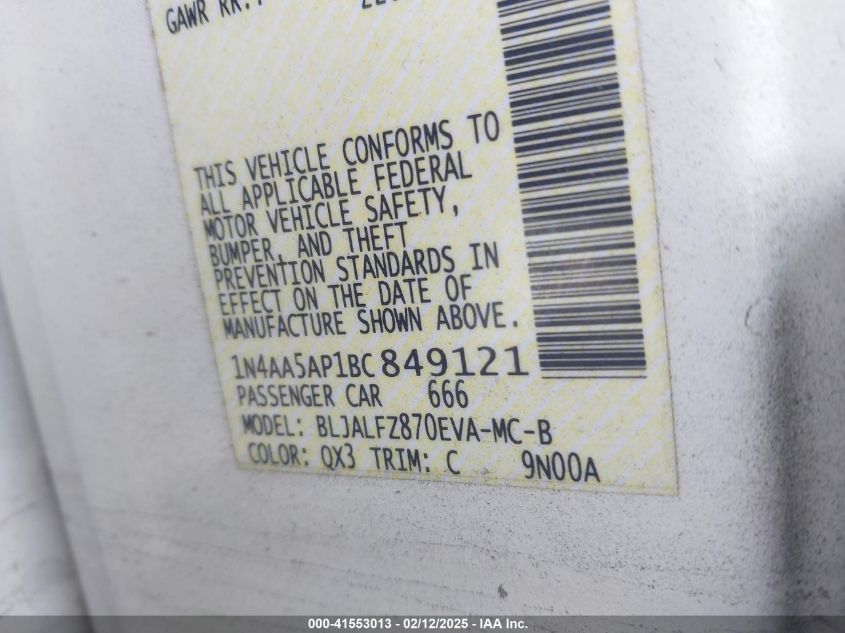 GAWR RR.:
THIS VEHICLE CONFORMS TO
ALL APPLICABLE FEDERAL
MOTOR VEHICLE SAFETY,
BUMPER, AND THEFT
PREVENTION STANDARDS IN
EFFECT ON THE DATE OF
MANUFACTURE SHOWN ABOVE.
1N4AA5AP1BC849121
PASSENGER CAR 666
MODEL: BLJALFZ870EVA-MC-B
COLOR: QX3 TRIM: C 9N00A
000-41553013 - 02/12/2025 - IAA Inc.